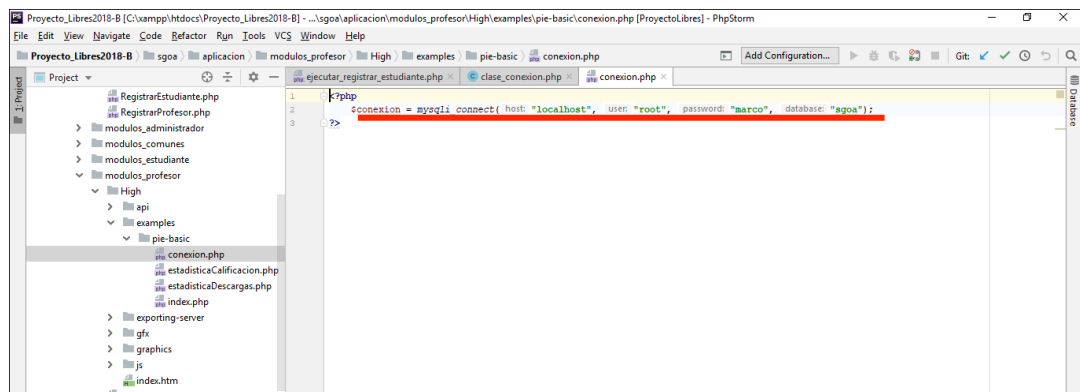 Proyecto_Libres2018-B [C:\xampp\htdocs\Proyecto_Libres2018-B] - ...\sgoa\aplicacion\modulos_profesor\High\examples\pie-basic\conexion.php [ProyectoLibres] - PhpStorm
File Edit View Navigate Code Refactor Run Tools VCS Window Help
Proyecto_Libres2018-B sgoa aplicacion modulos_profesor High examples pie-basic conexion.php Add Configuration... Git:
Project ejecutar_registrar_estudiante.php clase_conexion.php conexion.php
1: Project
Database
RegistrarEstudiante.php
RegistrarProfesor.php
modulos_administrador
modulos_comunes
modulos_estudiante
modulos_profesor
High
api
examples
pie-basic
conexion.php
estadisticaCalificacion.php
estadisticaDescargas.php
index.php
exporting-server
gfx
graphics
js
index.htm
1 <?php
2 $conexion = mysqli_connect( host: "localhost", user: "root", password: "marco", database: "sgoa");
3 ?>